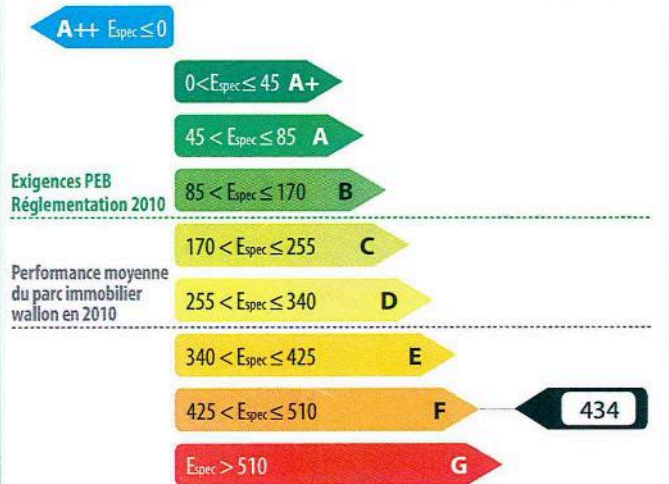 A++ Espec ≤ 0
0 < Espec ≤ 45 A+
45 < Espec ≤ 85 A
Exigences PEB
Réglementation 2010
85 < Espec ≤ 170 B
170 < Espec ≤ 255 C
Performance moyenne
du parc immobilier
wallon en 2010
255 < Espec ≤ 340 D
340 < Espec ≤ 425 E
425 < Espec ≤ 510 F 434
Espec > 510 G